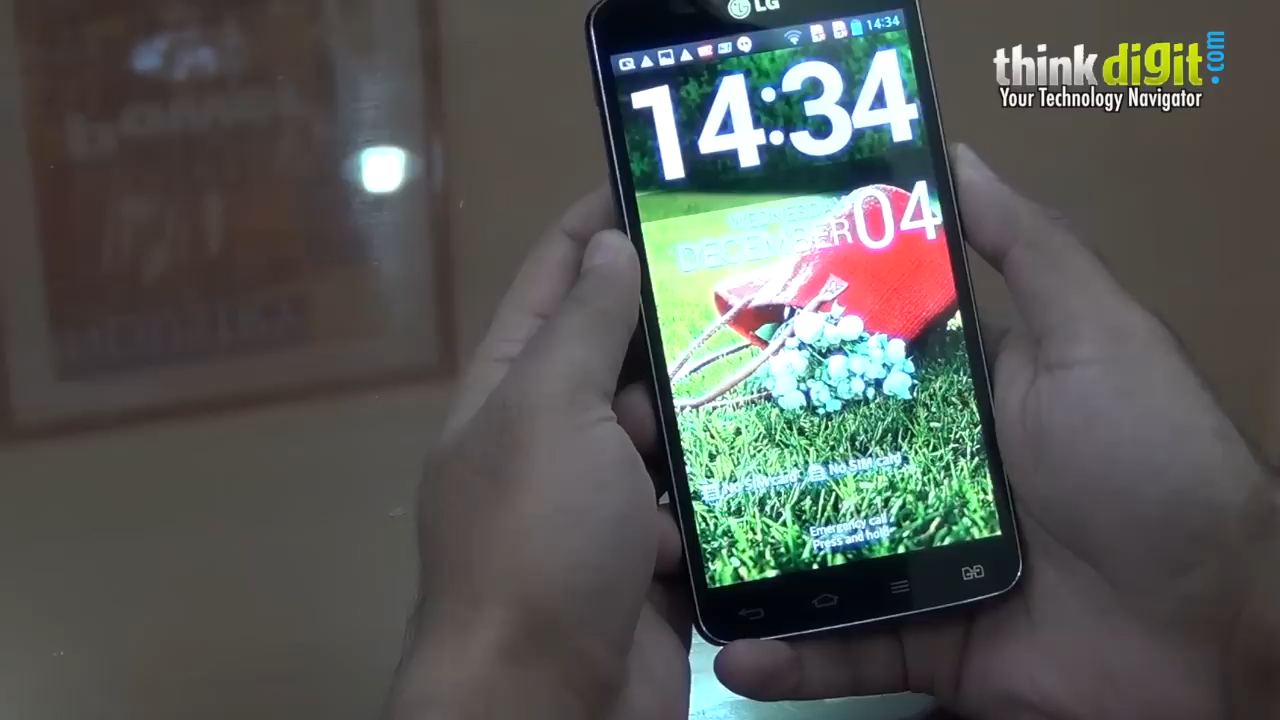 LG
14:34
14:34
WEDNESDAY
DECEMBER 04
No SIM card
No SIM card
Emergency call
Press and hold
thinkdigit.com
Your Technology Navigator